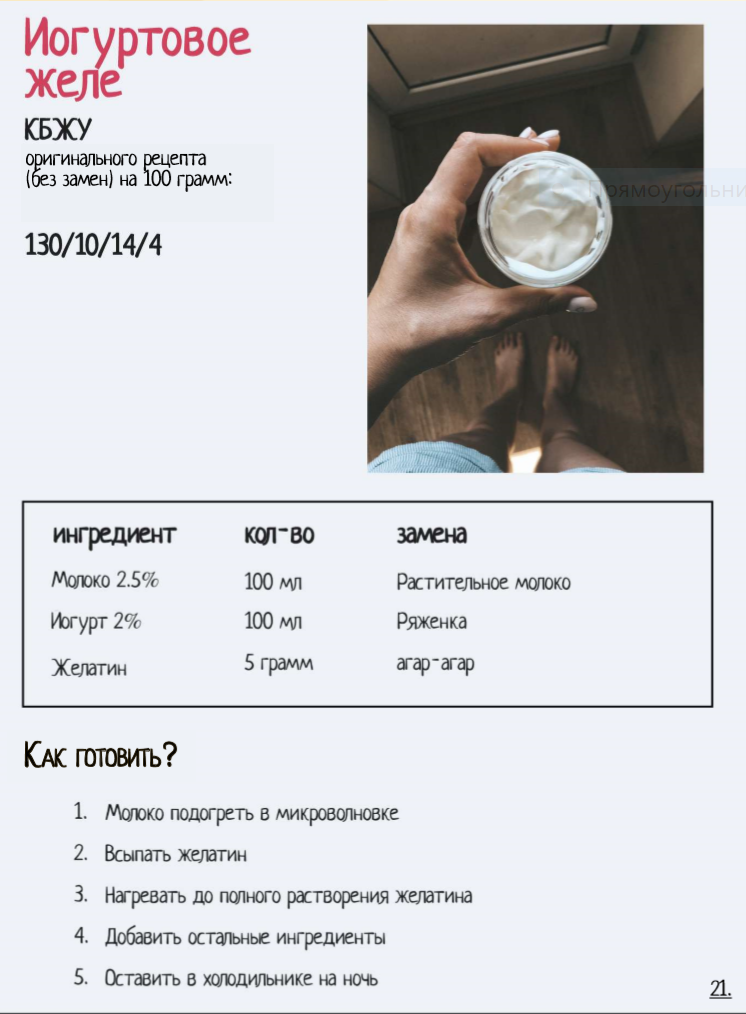 Йогуртовое
желе
КБЖУ
оригинального рецепта
(без замен) на 100 грамм:
130/10/14/4
ингредиент кол-во замена
Молоко 2.5% 100 мл Растительное молоко
Йогурт 2% 100 мл Ряженка
Желатин 5 грамм агар-агар
Как готовить?
1. Молоко подогреть в микроволновке
2. Всыпать желатин
3. Нагревать до полного растворения желатина
4. Добавить остальные ингредиенты
5. Оставить в холодильнике на ночь
21.